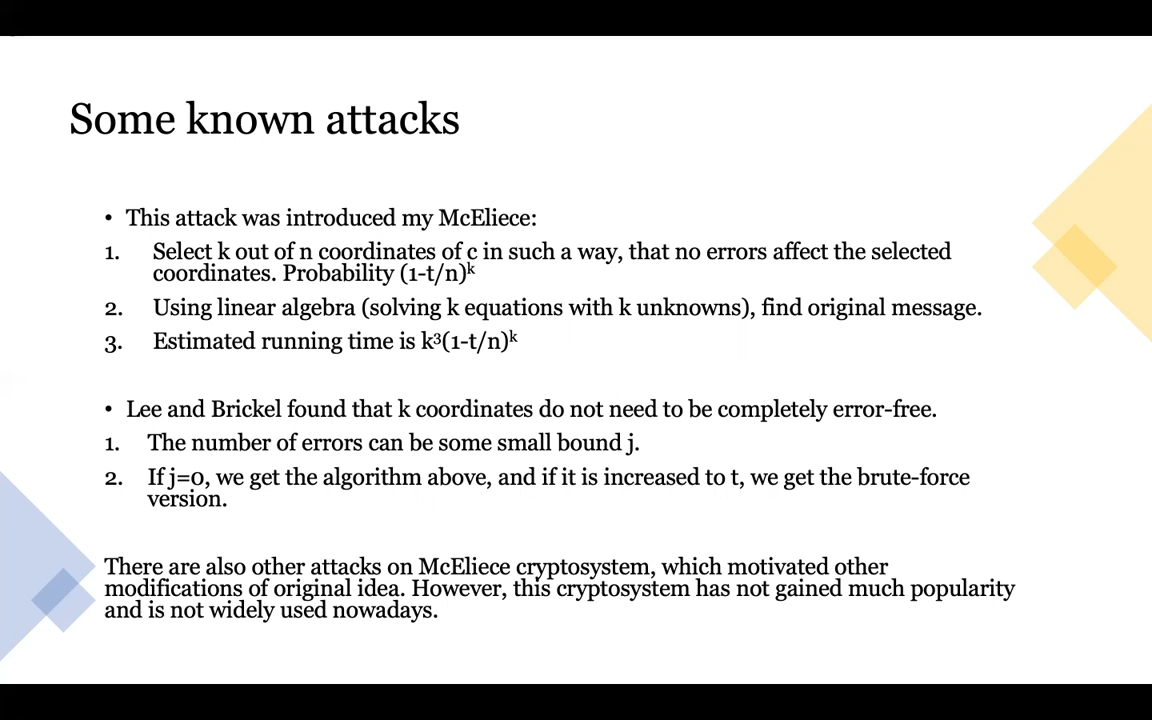 Some known attacks
• This attack was introduced my McEliece:
1. Select k out of n coordinates of c in such a way, that no errors affect the selected
coordinates. Probability (1-t/n)ᵏ
2. Using linear algebra (solving k equations with k unknowns), find original message.
3. Estimated running time is k³(1-t/n)ᵏ
• Lee and Brickel found that k coordinates do not need to be completely error-free.
1. The number of errors can be some small bound j.
2. If j=0, we get the algorithm above, and if it is increased to t, we get the brute-force
version.
There are also other attacks on McEliece cryptosystem, which motivated other
modifications of original idea. However, this cryptosystem has not gained much popularity
and is not widely used nowadays.